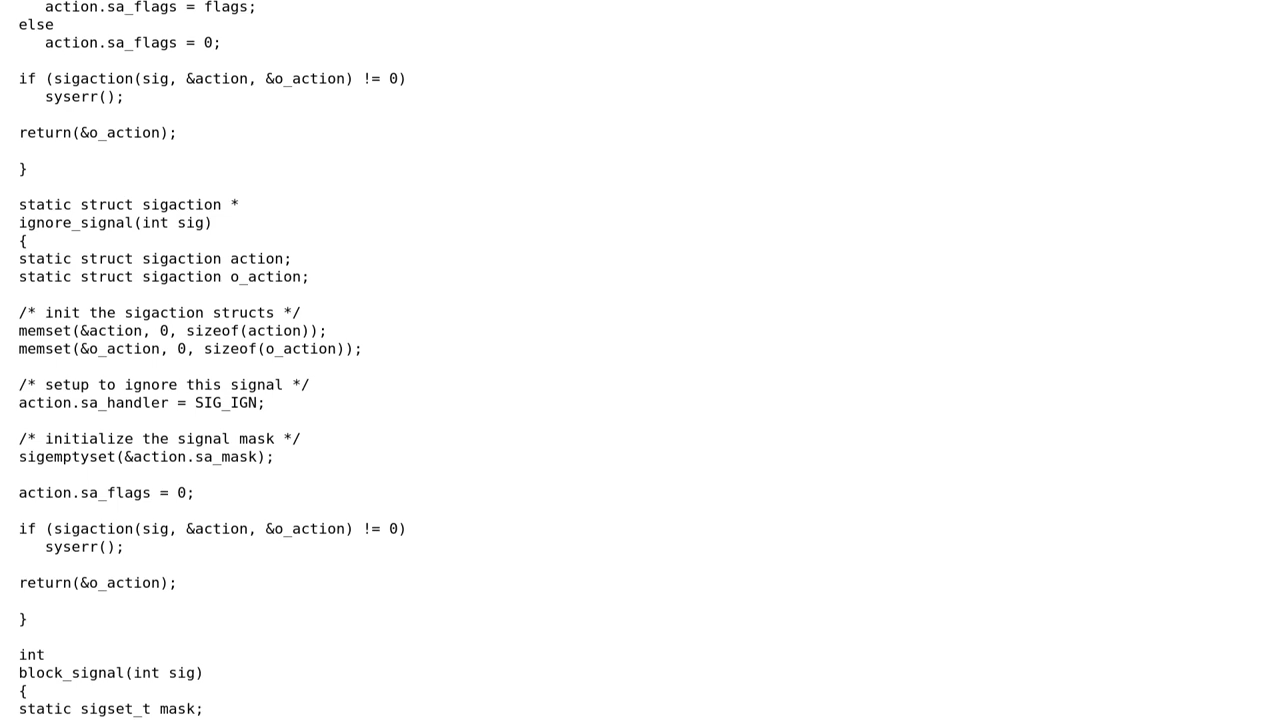 action.sa_flags = flags;
else
   action.sa_flags = 0;

if (sigaction(sig, &action, &o_action) != 0)
   syserr();

return(&o_action);

}

static struct sigaction *
ignore_signal(int sig)
{
static struct sigaction action;
static struct sigaction o_action;

/* init the sigaction structs */
memset(&action, 0, sizeof(action));
memset(&o_action, 0, sizeof(o_action));

/* setup to ignore this signal */
action.sa_handler = SIG_IGN;

/* initialize the signal mask */
sigemptyset(&action.sa_mask);

action.sa_flags = 0;

if (sigaction(sig, &action, &o_action) != 0)
   syserr();

return(&o_action);

}

int
block_signal(int sig)
{
static sigset_t mask;